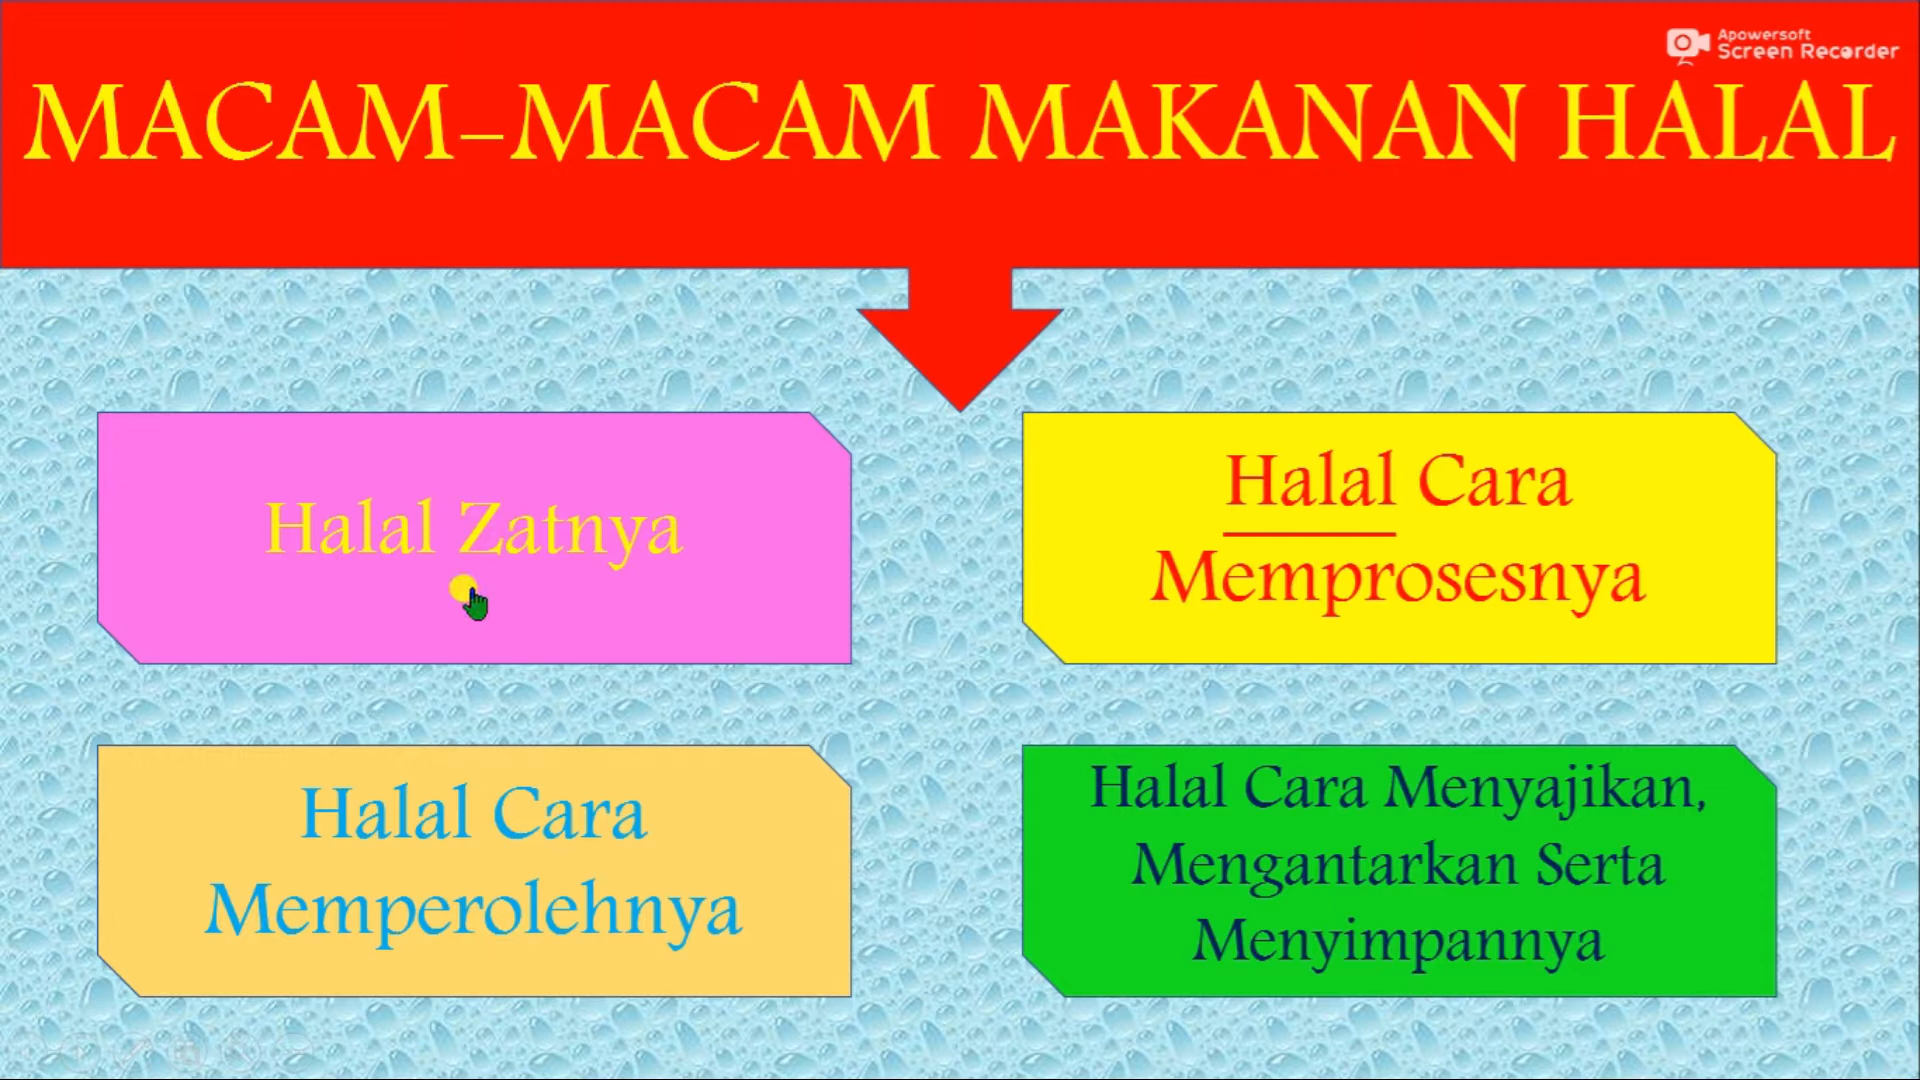 Apowersoft
Screen Recorder
MACAM-MACAM MAKANAN HALAL
Halal Zatnya
Halal Cara
Memprosesnya
Halal Cara
Memperolehnya
Halal Cara Menyajikan,
Mengantarkan Serta
Menyimpannya